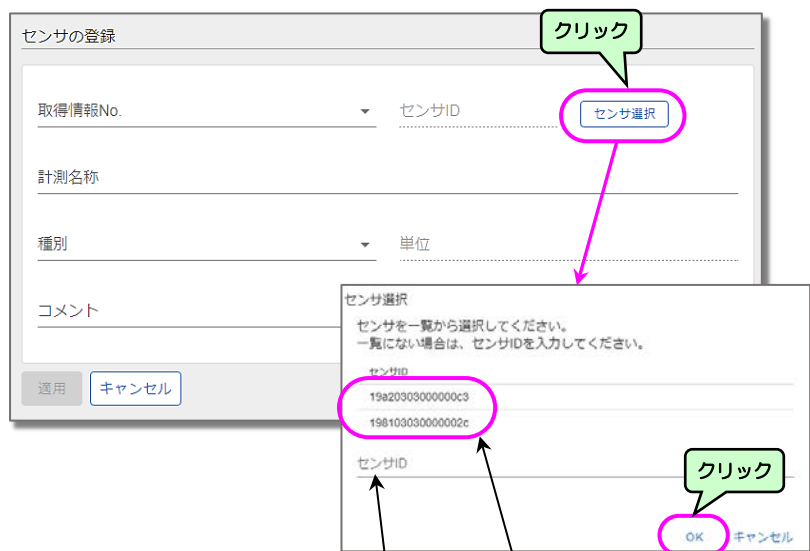 センサの登録
クリック
取得情報No.
センサID
センサ選択
計測名称
種別
単位
コメント
適用
キャンセル
センサ選択
センサを一覧から選択してください。
一覧にない場合は、センサIDを入力してください。
センサID
19a20303000000c3
198103030000002c
センサID
クリック
OK
キャンセル